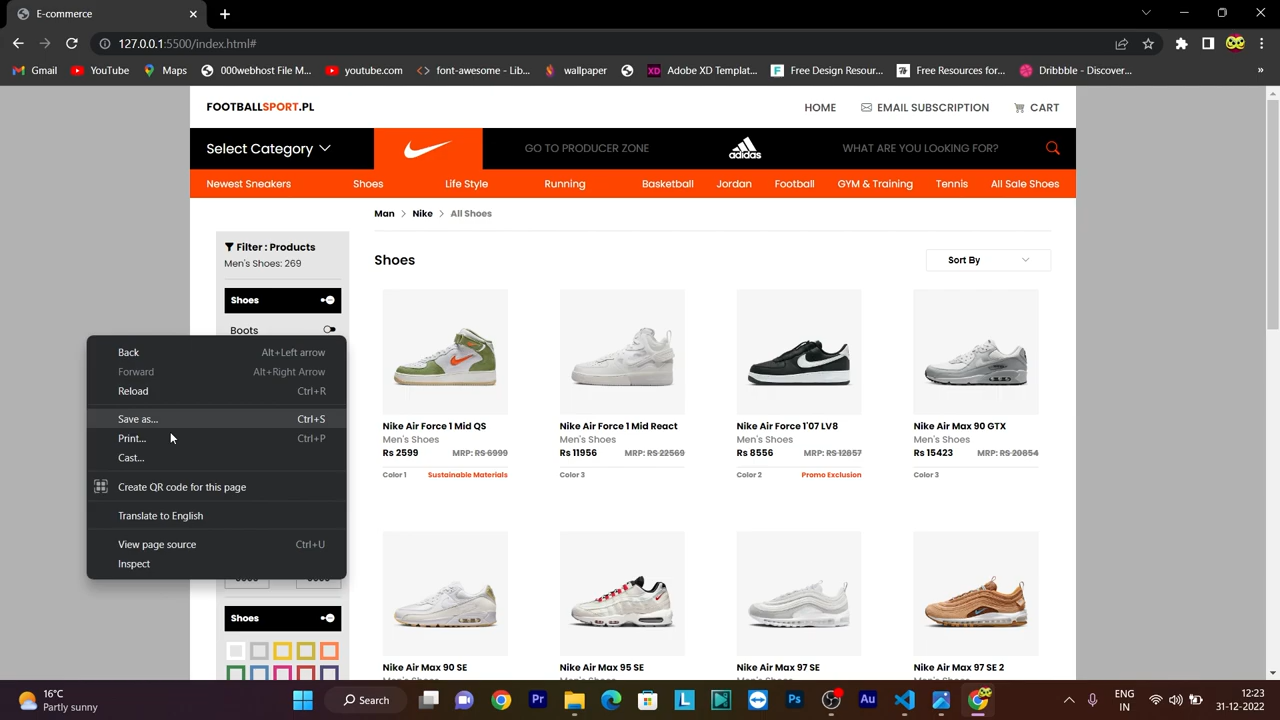 E-commerce
127.0.0.1:5500/index.html#
Gmail YouTube Maps 000webhost File M... youtube.com font-awesome - Lib... wallpaper XD Adobe XD Templat... F Free Design Resour... Free Resources for... Dribbble - Discover... »
FOOTBALLSPORT.PL HOME EMAIL SUBSCRIPTION CART
Select Category GO TO PRODUCER ZONE adidas WHAT ARE YOU LOoKING FOR?
Newest Sneakers Shoes Life Style Running Basketball Jordan Football GYM & Training Tennis All Sale Shoes
Man Nike All Shoes
Filter : Products
Men's Shoes: 269
Shoes Sort By
Shoes
Boots
Back Alt+Left arrow
Forward Alt+Right Arrow
Reload Ctrl+R
Save as... Ctrl+S
Print... Ctrl+P
Cast...
Create QR code for this page
Translate to English
View page source Ctrl+U
Inspect
Nike Air Force 1 Mid QS Nike Air Force 1 Mid React Nike Air Force 1'07 LV8 Nike Air Max 90 GTX
Men's Shoes Men's Shoes Men's Shoes Men's Shoes
Rs 2599 MRP: RS 6999 Rs 11956 MRP: RS 22569 Rs 8556 MRP: RS 12857 Rs 15423 MRP: RS 20854
Color 1 Sustainable Materials Color 3 Color 2 Promo Exclusion Color 3
Shoes
Nike Air Max 90 SE Nike Air Max 95 SE Nike Air Max 97 SE Nike Air Max 97 SE 2
16°C
Partly sunny
Search
Pr L Ps Au
ENG
IN
12:23
31-12-2022